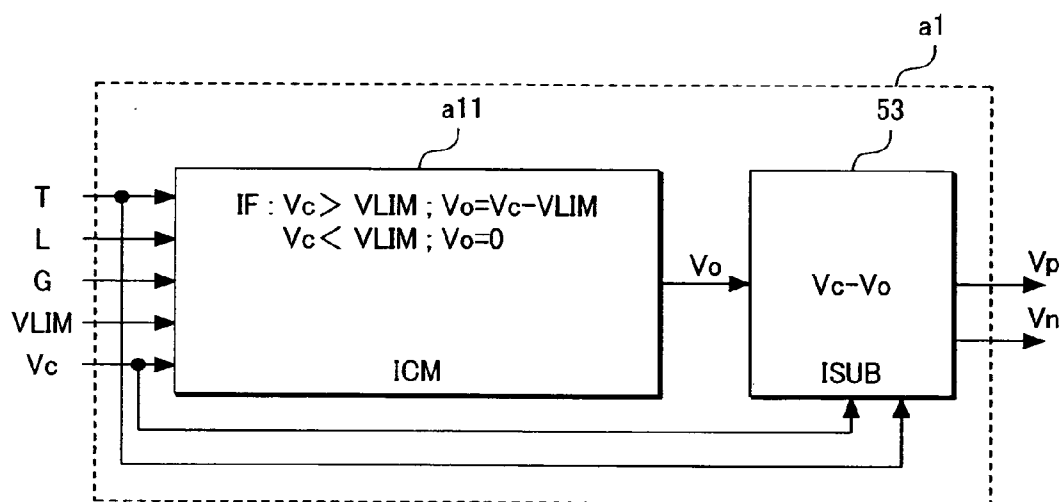 a1
a11
53
T
L
G
VLIM
Vc
IF : Vc > VLIM ; Vo=Vc-VLIM
Vc < VLIM ; Vo=0
ICM
Vo
Vc-Vo
ISUB
Vp
Vn